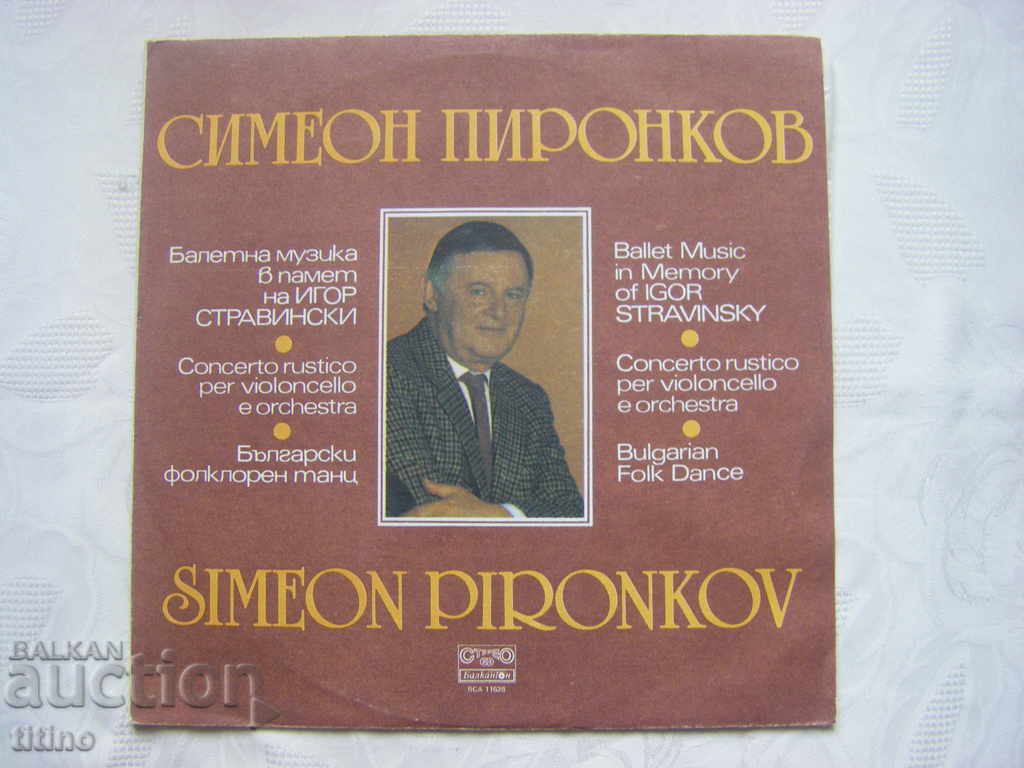 СИМЕОН ПИРОНКОВ
Балетна музика
в памет
на ИГОР
СТРАВИНСКИ
Concerto rustico
per violoncello
e orchestra
Български
фолклорен танц
Ballet Music
in Memory
of IGOR
STRAVINSKY
Concerto rustico
per violoncello
e orchestra
Bulgarian
Folk Dance
SIMEON PIRONKOV
СТЕРЕО
Балкантон
ВСА 11628
BALKAN
auction
titino